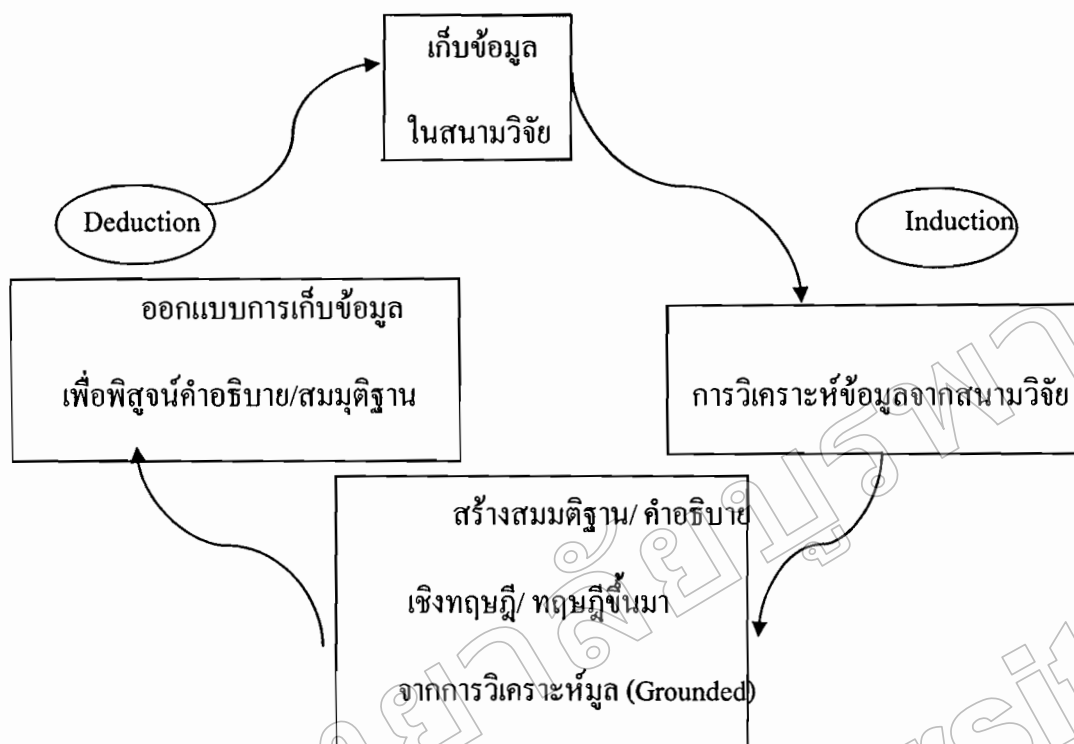 เก็บข้อมูล
ในสนามวิจัย
Deduction
Induction
ออกแบบการเก็บข้อมูล
เพื่อพิสูจน์คำอธิบาย/สมมุติฐาน
การวิเคราะห์ข้อมูลจากสนามวิจัย
สร้างสมมติฐาน/ คำอธิบาย
เชิงทฤษฎี/ ทฤษฎีขึ้นมา
จากการวิเคราะห์มูล (Grounded)